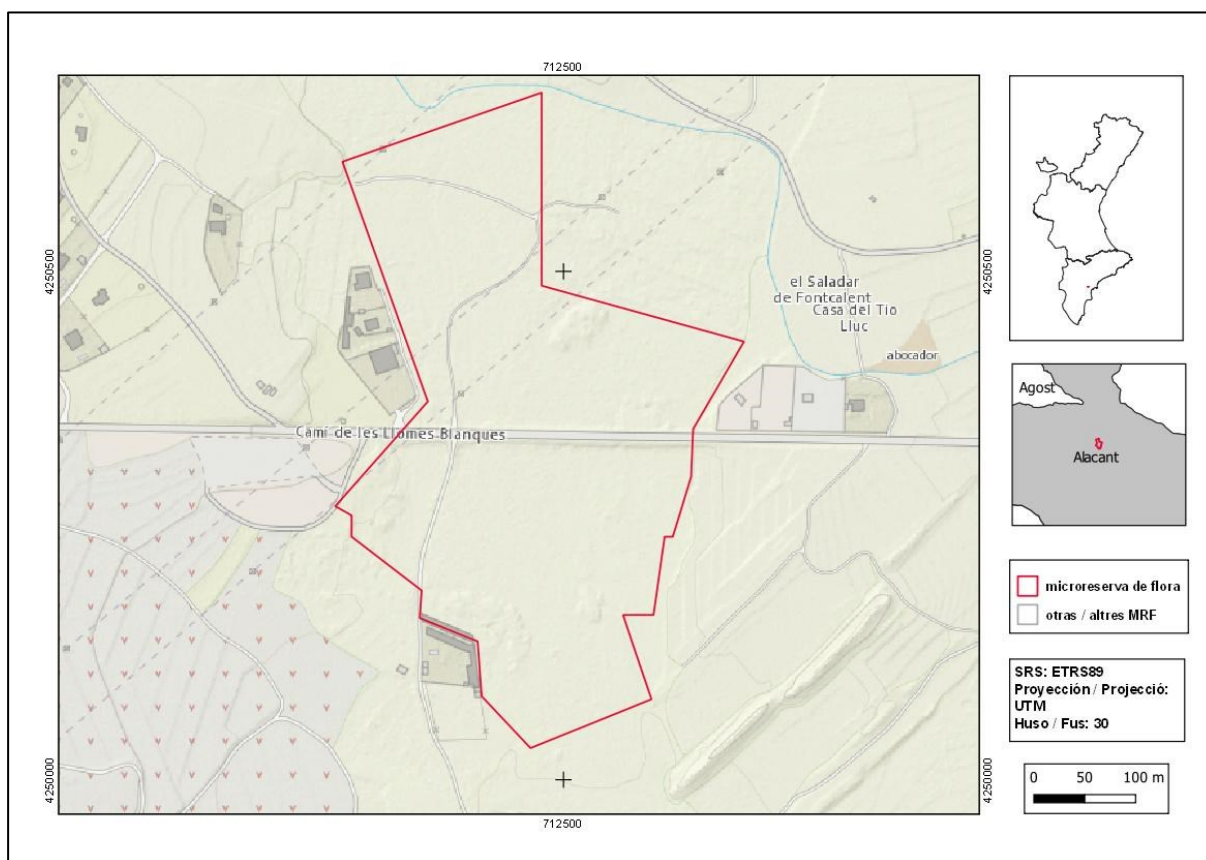 712500
4250500
4250500
el Saladar
de Fontcalent
Casa del Tio
Lluc
abocador
Camí de les Llomes Blanques
4250000
4250000
712500
Agost
Alacant
microreserva de flora
otras / altres MRF
SRS: ETRS89
Proyección / Projecció:
UTM
Huso / Fus: 30
0 50 100 m